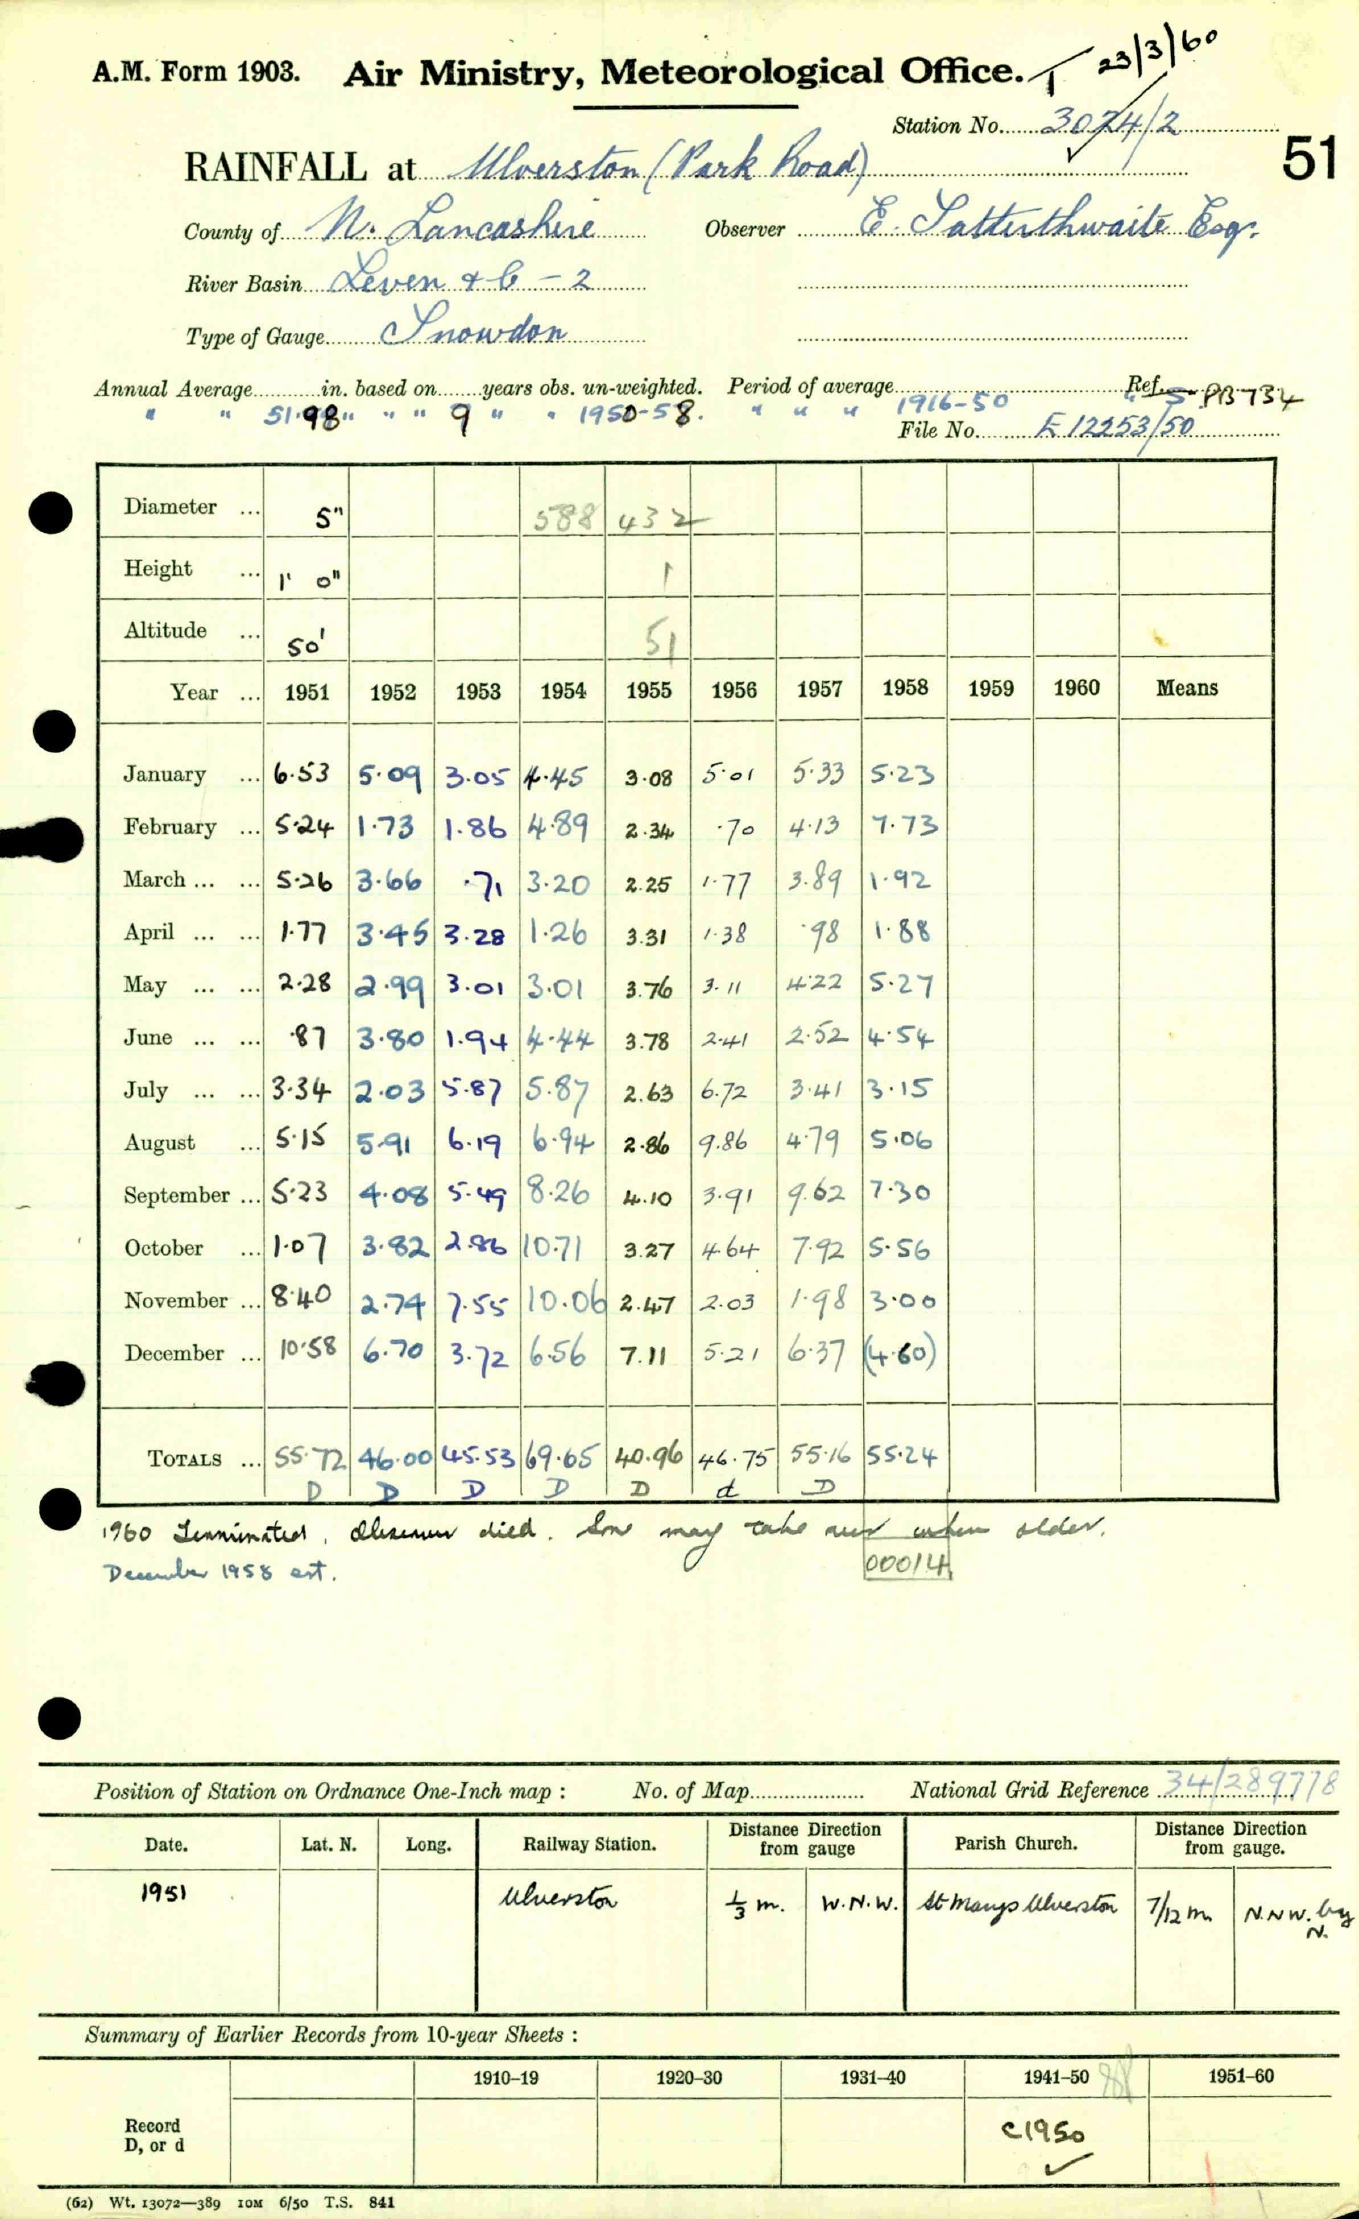 A.M. Form 1903. Air Ministry, Meteorological Office. T 23/3/60
Station No. 3074/2
51
RAINFALL at Ulverston (Park Road)
County of N. Lancashire Observer E. Satterthwaite Esqr.
River Basin Leven & C - 2
Type of Gauge Snowdon
Annual Average in. based on years obs. un-weighted. Period of average Ref.
" " 51.98 " " " 9 " " 1950-58. " " " 1916-50 " S. PB 734
File No. E 12253/50
Diameter ... 5" 588 432
Height ... 1' 0" 1
Altitude ... 50' 51
Year ... 1951 1952 1953 1954 1955 1956 1957 1958 1959 1960 Means
January ... 6.53 5.09 3.05 4.45 3.08 5.01 5.33 5.23
February ... 5.24 1.73 1.86 4.89 2.34 .70 4.13 7.73
March ... ... 5.26 3.66 .71 3.20 2.25 1.77 3.89 1.92
April ... ... 1.77 3.45 3.28 1.26 3.31 1.38 .98 1.88
May ... ... 2.28 2.99 3.01 3.01 3.76 3.11 4.22 5.27
June ... ... .87 3.80 1.94 4.44 3.78 2.41 2.52 4.54
July ... ... 3.34 2.03 5.87 5.87 2.63 6.72 3.41 3.15
August ... 5.15 5.91 6.19 6.94 2.86 9.86 4.79 5.06
September ... 5.23 4.08 5.49 8.26 4.10 3.91 9.62 7.30
October ... 1.07 3.82 2.86 10.71 3.27 4.64 7.92 5.56
November ... 8.40 2.74 7.55 10.06 2.47 2.03 1.98 3.00
December ... 10.58 6.70 3.72 6.56 7.11 5.21 6.37 (4.60)
TOTALS ... 55.72 46.00 45.53 69.65 40.96 46.75 55.16 55.24
D D D D D d D
1960 Terminated, Observer died. Son may take over when older.
00014
December 1958 est.
Position of Station on Ordnance One-Inch map : No. of Map National Grid Reference 34/289778
Date. Lat. N. Long. Railway Station. Distance Direction from gauge Parish Church. Distance Direction from gauge.
1951 Ulverston 1/3 m. W.N.W. St Marys Ulverston 7/12 m. N.N.W. by N.
Summary of Earlier Records from 10-year Sheets :
1910–19 1920–30 1931–40 1941–50 1951–60
Record D, or d c1950
(62) Wt. 13072—389 10M 6/50 T.S. 841